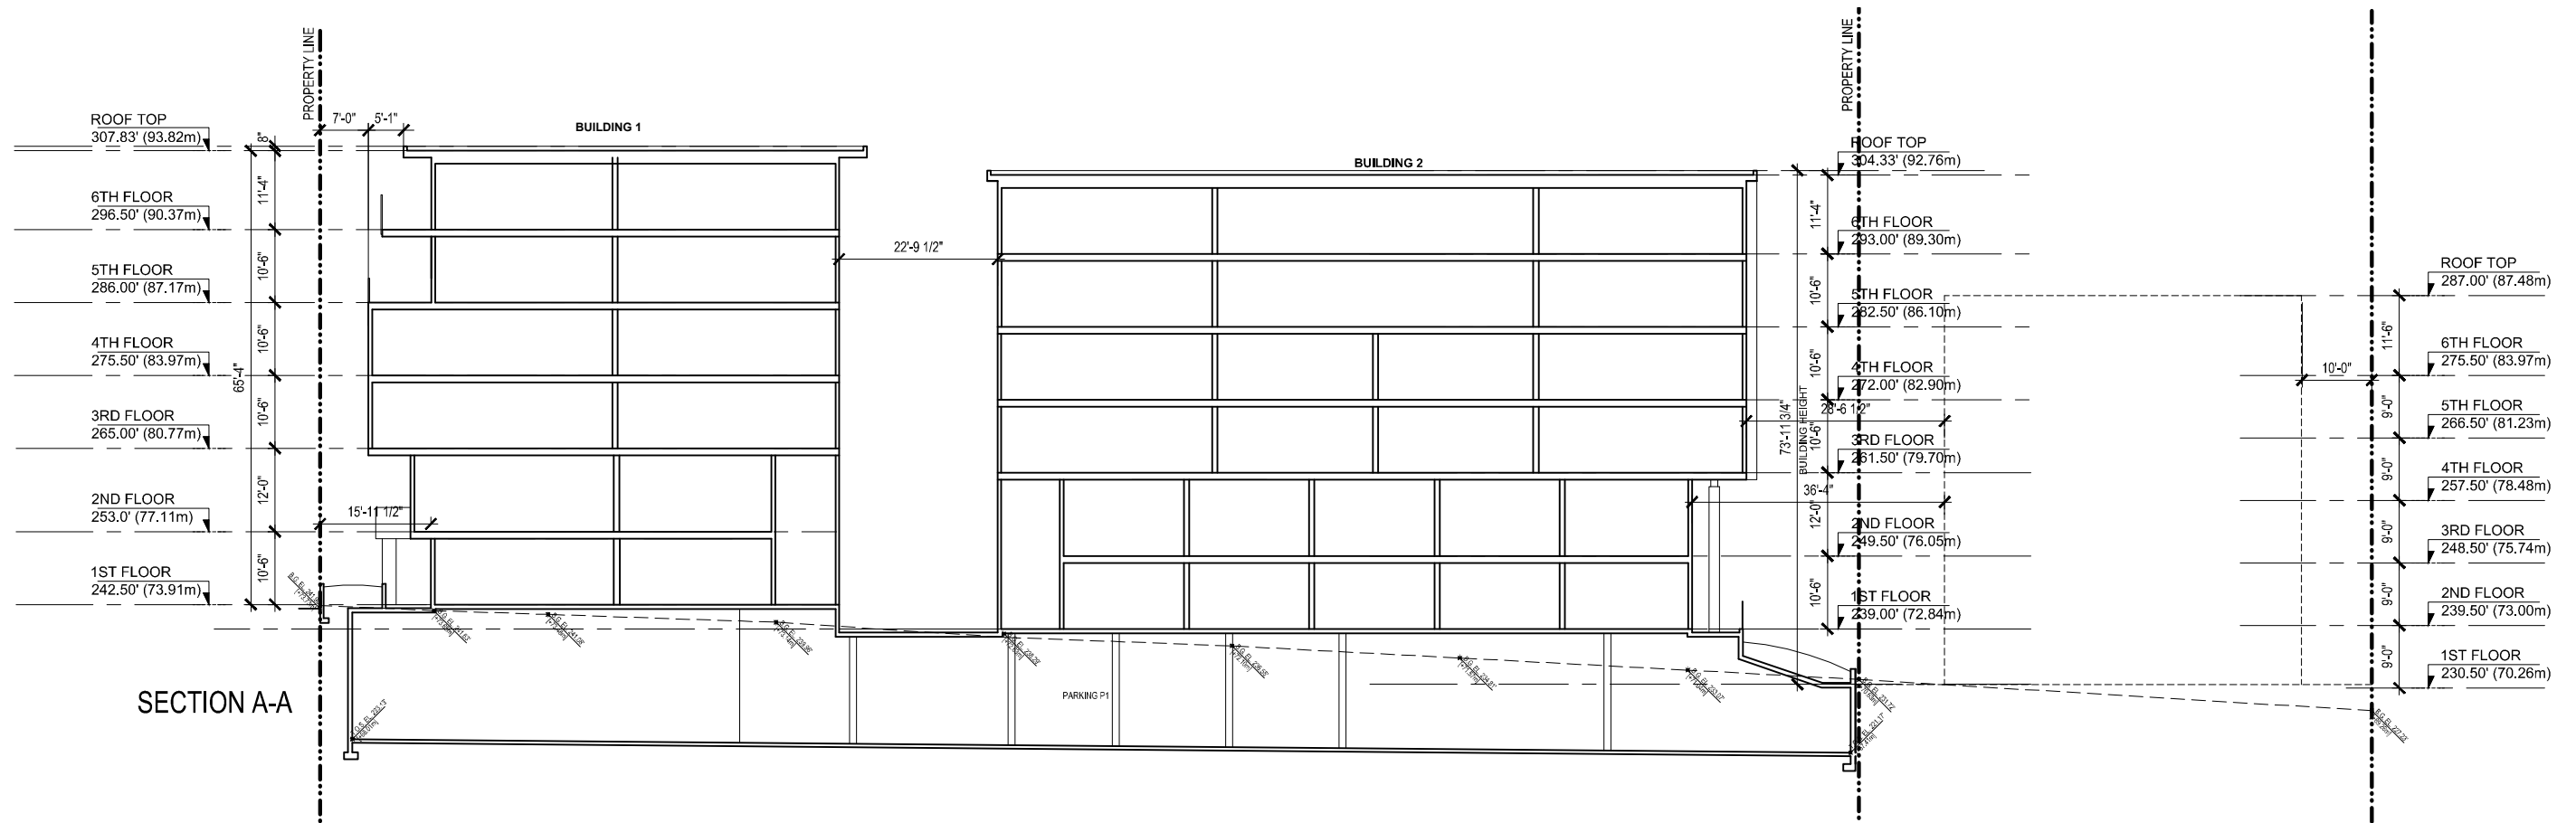 PROPERTY LINE
7'-0"
5'-1"
BUILDING 1
ROOF TOP
307.83' (93.82m)
8"
11'-4"
6TH FLOOR
296.50' (90.37m)
10'-6"
5TH FLOOR
286.00' (87.17m)
10'-6"
4TH FLOOR
275.50' (83.97m)
65'-4"
10'-6"
3RD FLOOR
265.00' (80.77m)
12'-0"
2ND FLOOR
253.0' (77.11m)
15'-11 1/2"
10'-6"
1ST FLOOR
242.50' (73.91m)
SECTION A-A
22'-9 1/2"
BUILDING 2
PARKING P1
PROPERTY LINE
ROOF TOP
304.33' (92.76m)
11'-4"
6TH FLOOR
293.00' (89.30m)
10'-6"
5TH FLOOR
282.50' (86.10m)
10'-6"
4TH FLOOR
272.00' (82.90m)
28'-6 1/2"
73'-11 3/4"
BUILDING HEIGHT
10'-6"
3RD FLOOR
261.50' (79.70m)
36'-4"
12'-0"
2ND FLOOR
249.50' (76.05m)
10'-6"
1ST FLOOR
239.00' (72.84m)
ROOF TOP
287.00' (87.48m)
11'-6"
10'-0"
6TH FLOOR
275.50' (83.97m)
9'-0"
5TH FLOOR
266.50' (81.23m)
9'-0"
4TH FLOOR
257.50' (78.48m)
9'-0"
3RD FLOOR
248.50' (75.74m)
9'-0"
2ND FLOOR
239.50' (73.00m)
9'-0"
1ST FLOOR
230.50' (70.26m)